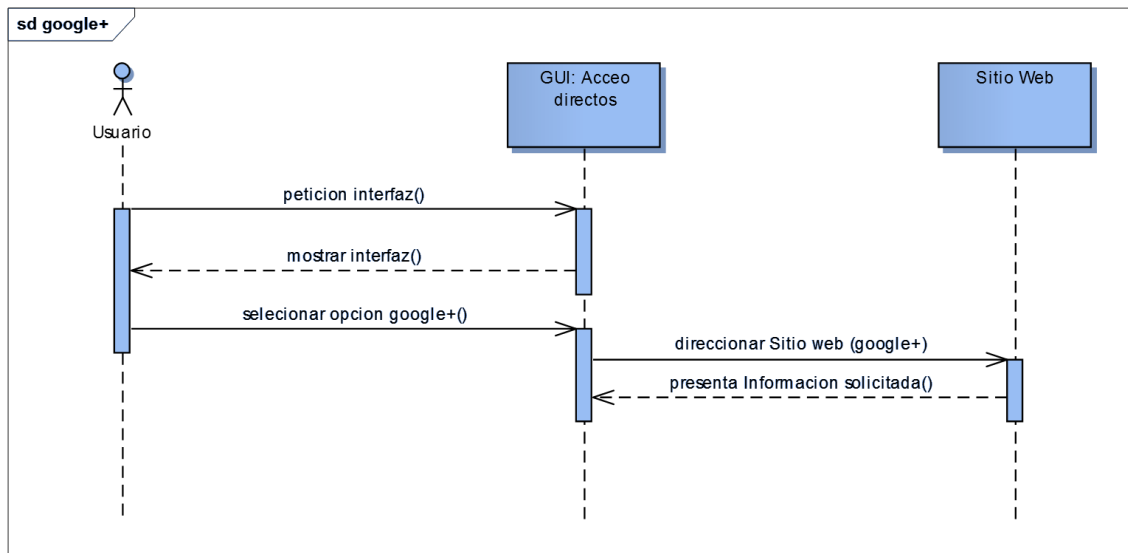 sd google+
Usuario
GUI: Acceo
directos
Sitio Web
peticion interfaz()
mostrar interfaz()
selecionar opcion google+()
direccionar Sitio web (google+)
presenta Informacion solicitada()